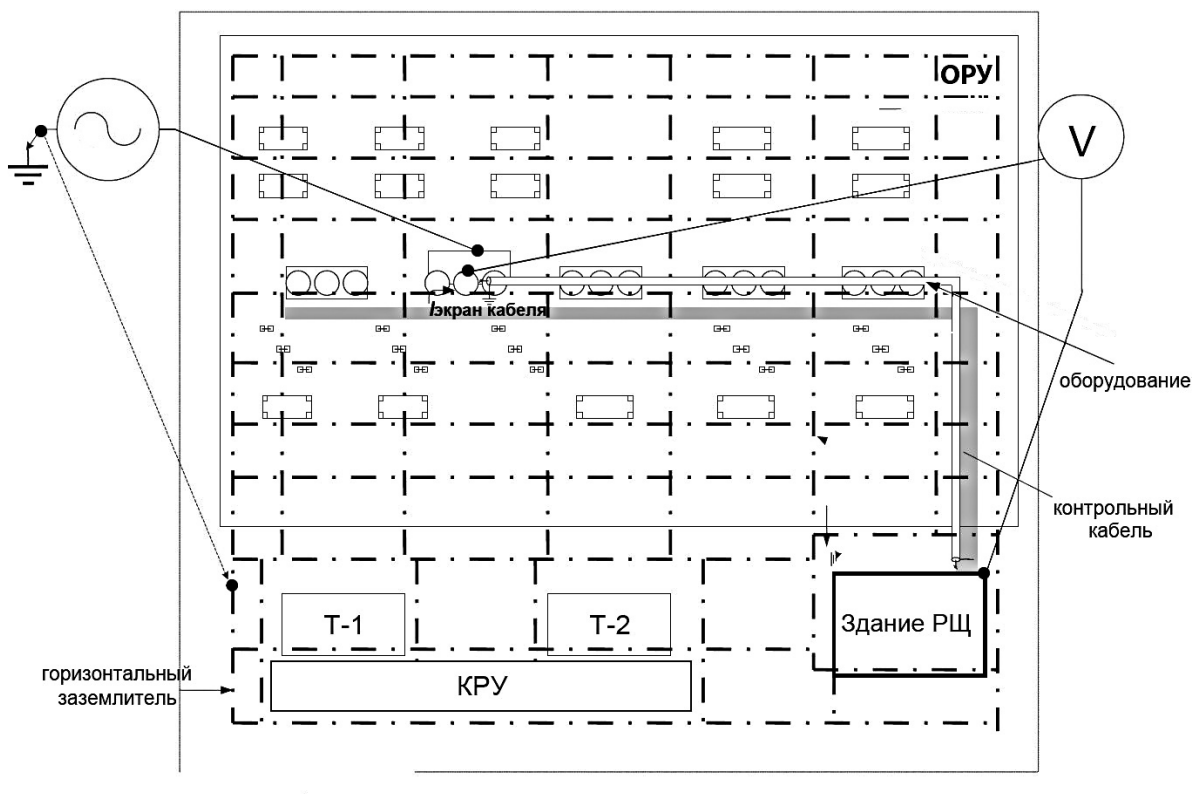 ОРУ
V
Iэкран кабеля
оборудование
контрольный
кабель
Т-1
Т-2
Здание РЩ
горизонтальный
заземлитель
КРУ